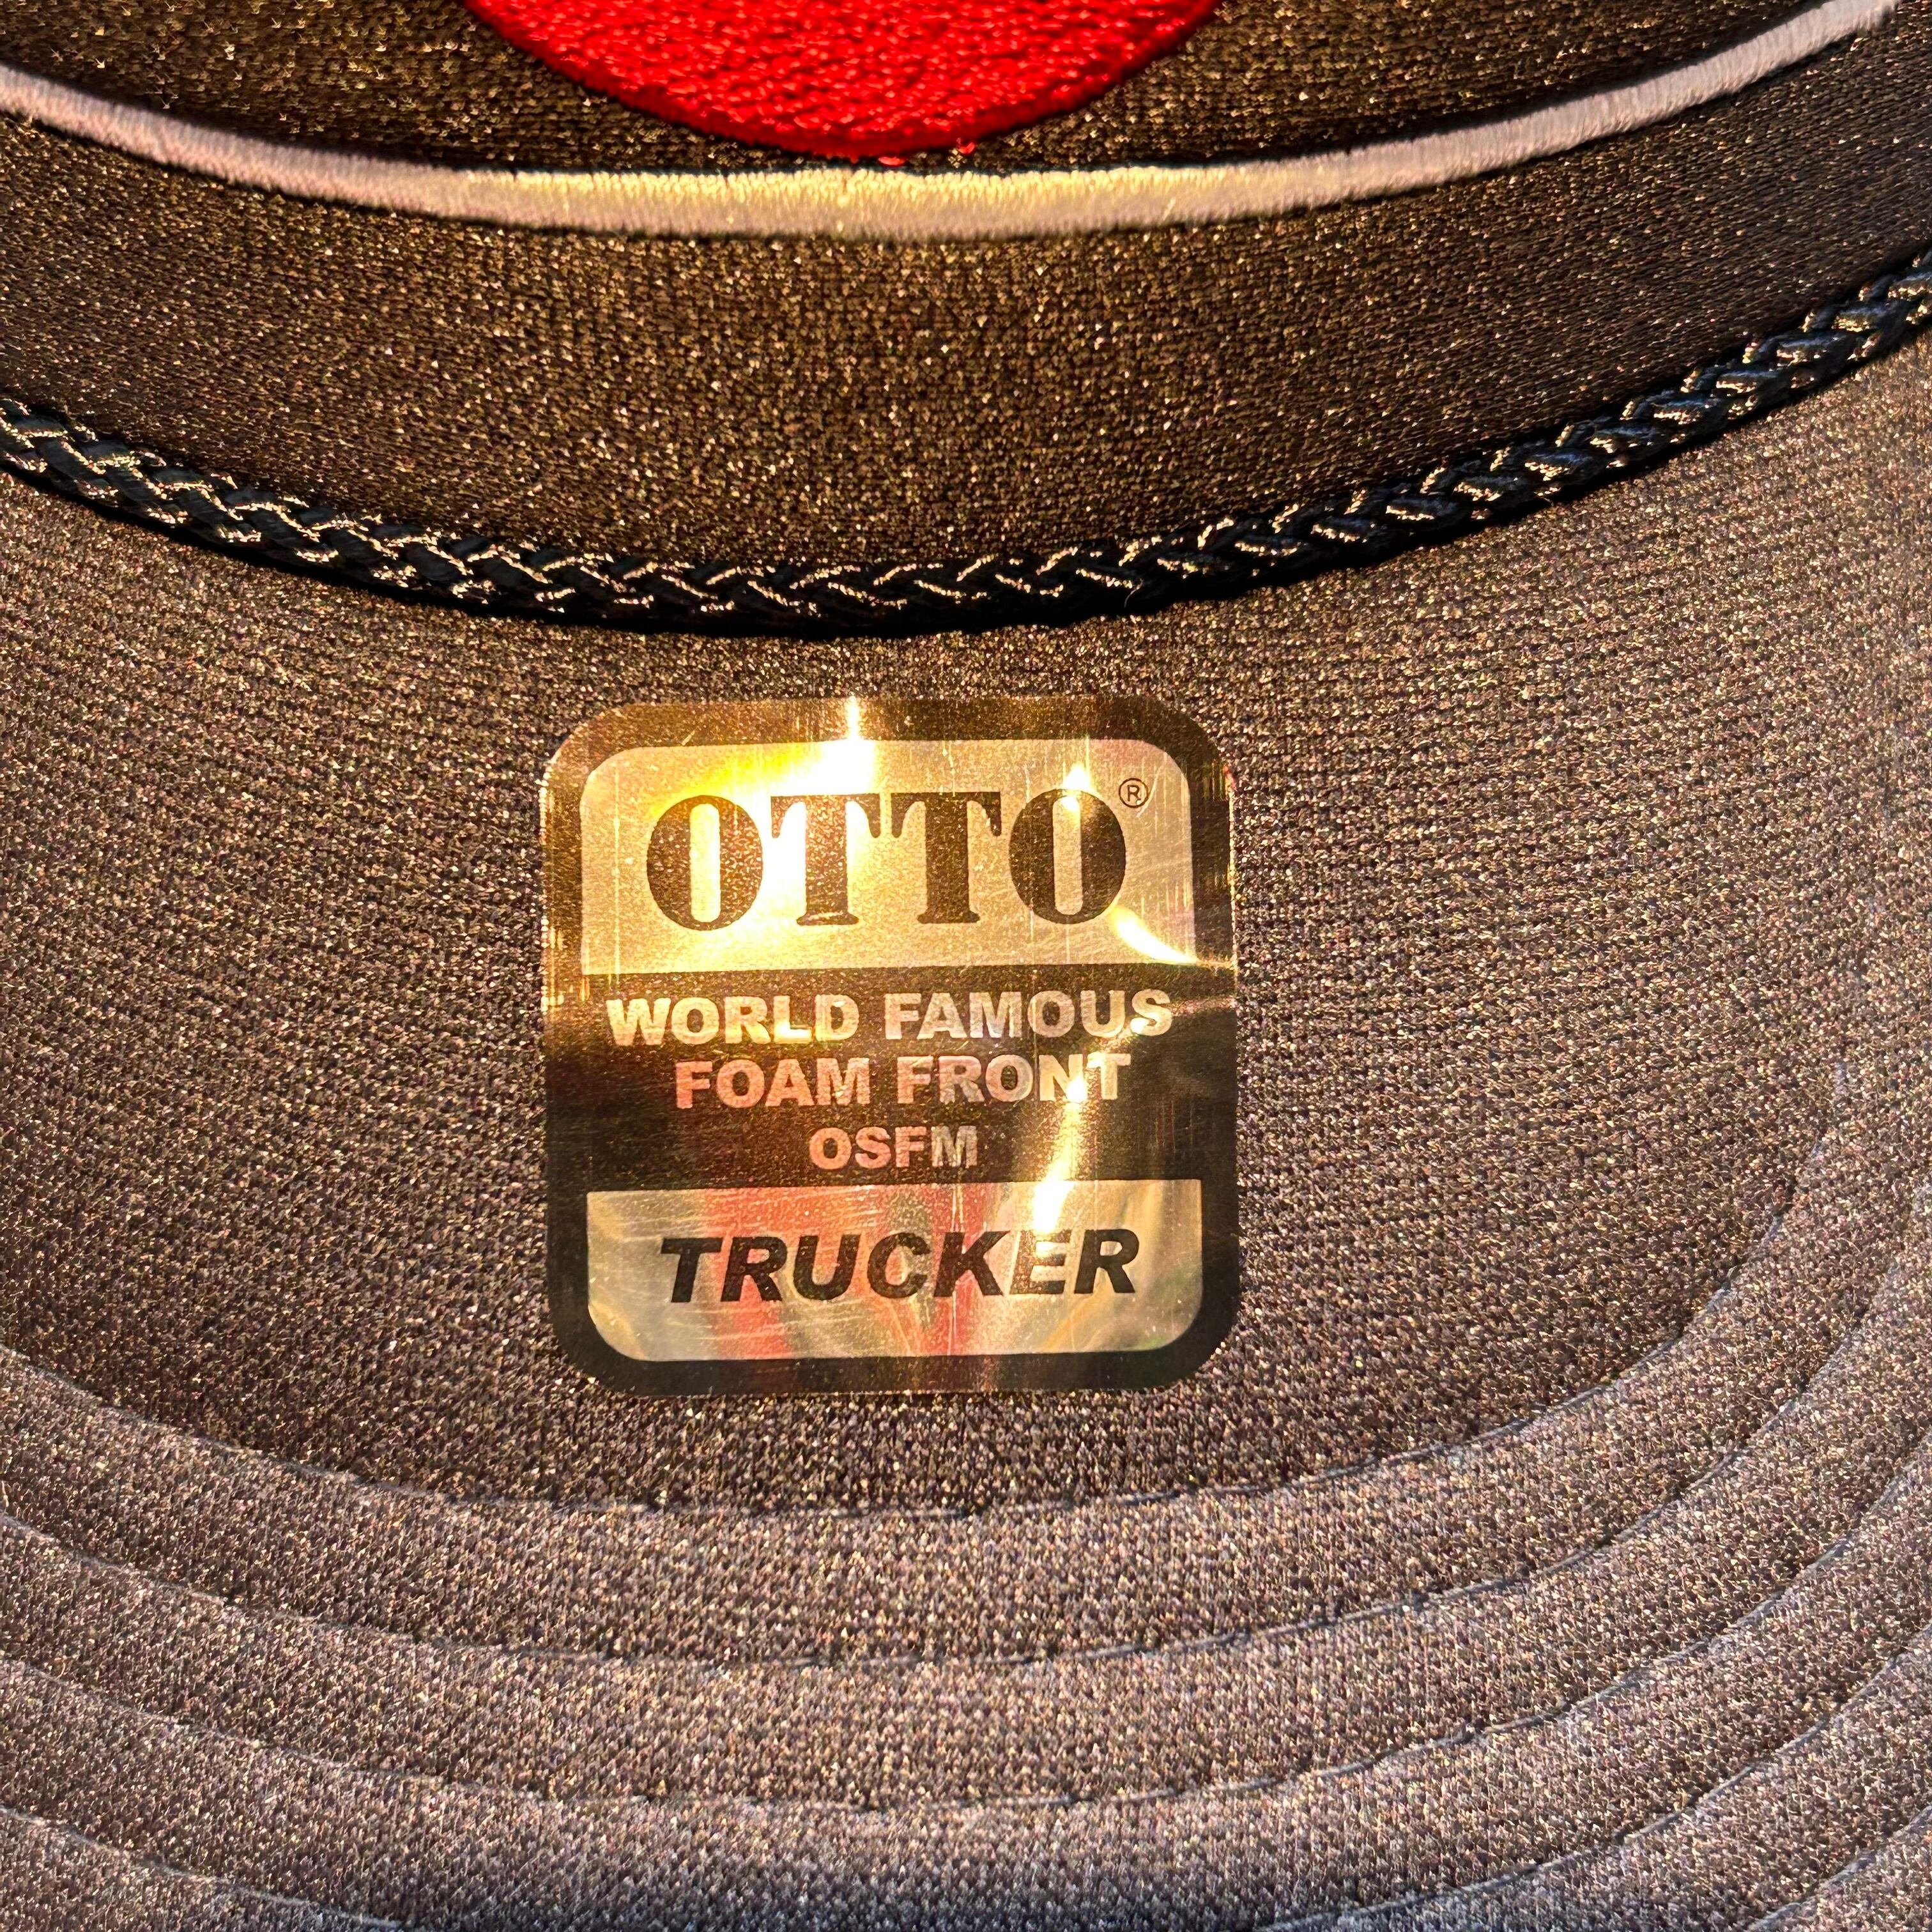 OTTO®
WORLD FAMOUS
FOAM FRONT
OSFM
TRUCKER